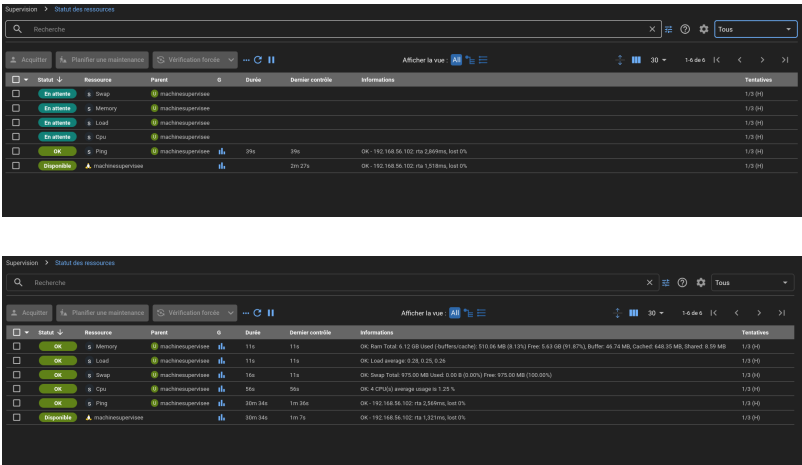 Supervision > Statut des ressources
Recherche Tous
Acquitter Planifier une maintenance Vérification forcée Afficher la vue : All 30 1-6 de 6
Statut Ressource Parent G Durée Dernier contrôle Informations Tentatives
En attente S Swap U machinesupervisee 1/3 (H)
En attente S Memory U machinesupervisee 1/3 (H)
En attente S Load U machinesupervisee 1/3 (H)
En attente S Cpu U machinesupervisee 1/3 (H)
OK S Ping U machinesupervisee 39s 39s OK - 192.168.56.102: rta 2,869ms, lost 0% 1/3 (H)
Disponible machinesupervisee 2m 27s OK - 192.168.56.102: rta 1,518ms, lost 0% 1/3 (H)
Supervision > Statut des ressources
Recherche Tous
Acquitter Planifier une maintenance Vérification forcée Afficher la vue : All 30 1-6 de 6
Statut Ressource Parent G Durée Dernier contrôle Informations Tentatives
OK S Memory U machinesupervisee 11s 11s OK: Ram Total: 6.12 GB Used (-buffers/cache): 510.06 MB (8.13%) Free: 5.63 GB (91.87%), Buffer: 46.74 MB, Cached: 648.35 MB, Shared: 8.59 MB 1/3 (H)
OK S Load U machinesupervisee 11s 11s OK: Load average: 0.28, 0.25, 0.26 1/3 (H)
OK S Swap U machinesupervisee 16s 11s OK: Swap Total: 975.00 MB Used: 0.00 B (0.00%) Free: 975.00 MB (100.00%) 1/3 (H)
OK S Cpu U machinesupervisee 56s 56s OK: 4 CPU(s) average usage is 1.25 % 1/3 (H)
OK S Ping U machinesupervisee 30m 34s 1m 36s OK - 192.168.56.102: rta 2,569ms, lost 0% 1/3 (H)
Disponible machinesupervisee 30m 34s 1m 7s OK - 192.168.56.102: rta 1,321ms, lost 0% 1/3 (H)